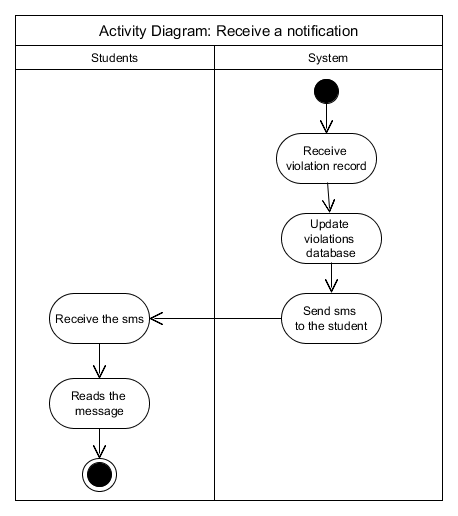 Activity Diagram: Receive a notification
Students
System
Receive
violation record
Update
violations
database
Send sms
to the student
Receive the sms
Reads the
message